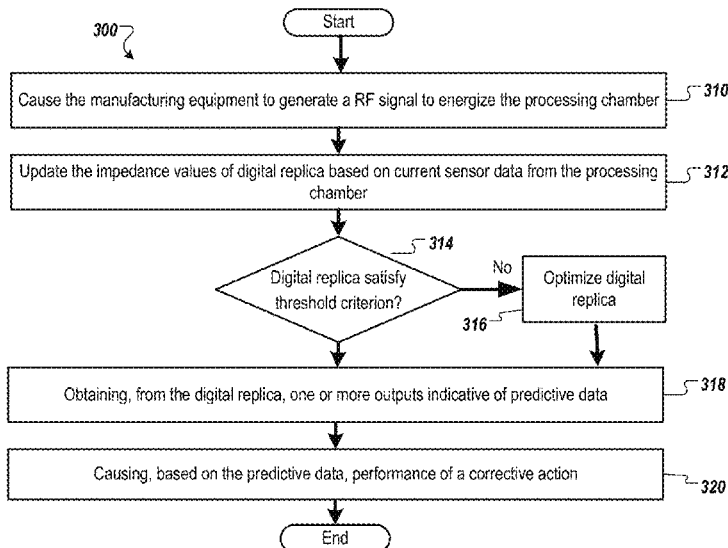 Start
300
Cause the manufacturing equipment to generate a RF signal to energize the processing chamber
310
Update the impedance values of digital replica based on current sensor data from the processing
chamber
312
314
Digital replica satisfy
threshold criterion?
No
Optimize digital
replica
316
Obtaining, from the digital replica, one or more outputs indicative of predictive data
318
Causing, based on the predictive data, performance of a corrective action
320
End